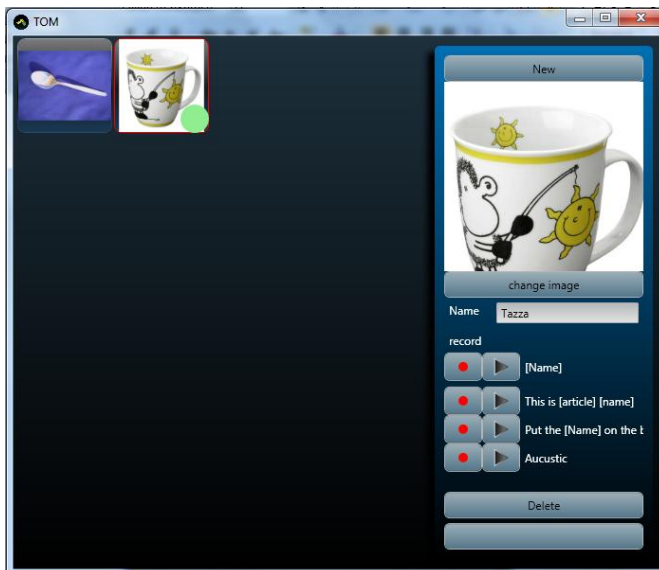 TOM
New
change image
Name Tazza
record
[Name]
This is [article] [name]
Put the [Name] on the b
Aucustic
Delete